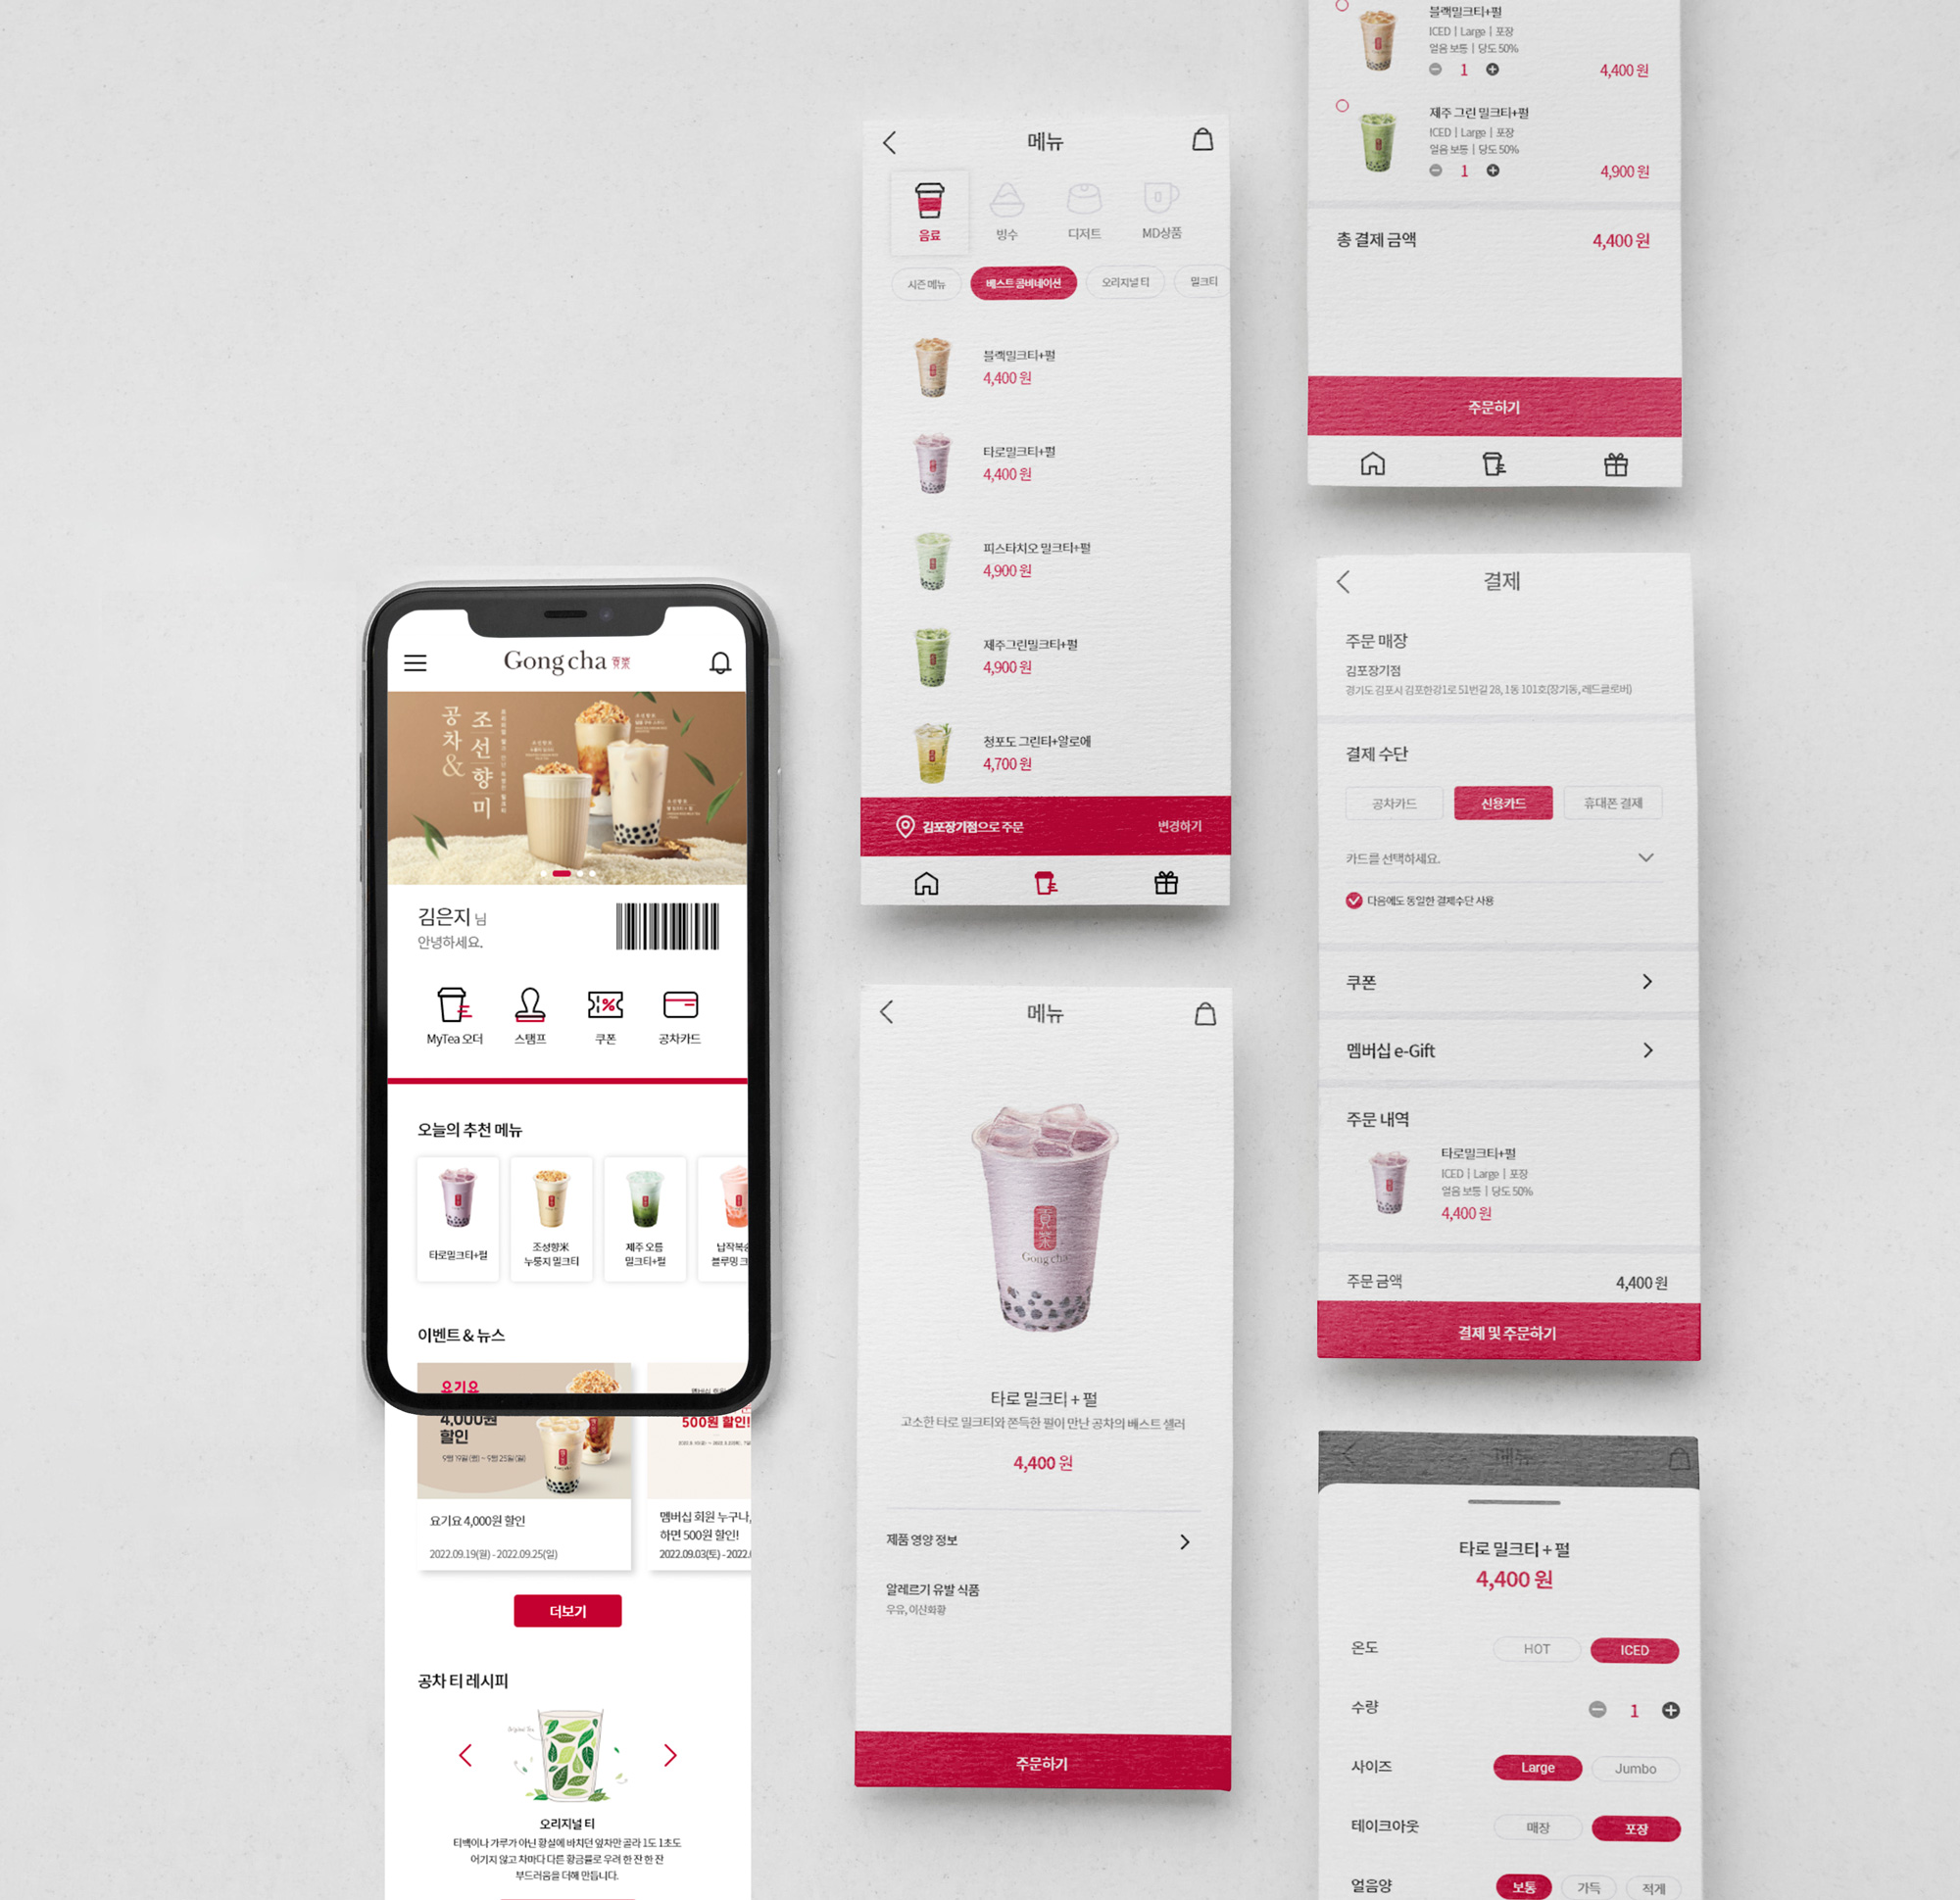 Gong cha 貢茶
공차&
조선향미
김은지 님
안녕하세요.
MyTea 오더
스탬프
쿠폰
공차카드
오늘의 추천 메뉴
타로밀크티+펄
조성향米
누룽지 밀크티
제주 오름
밀크티+펄
납작복숭
블루밍 크
이벤트 & 뉴스
요기요
4,000원
할인
9월 19일(월) ~ 9월 25일(일)
500원 할인!
요기요 4,000원 할인
2022.09.19(월) - 2022.09.25(일)
멤버십 회원 누구나,
하면 500원 할인!
2022.09.03(토) - 2022.
더보기
공차 티 레시피
Original Tea
오리지널 티
티백이나 가루가 아닌 황실에 바치던 잎차만 골라 1도 1초도
어기지 않고 차마다 다른 황금률로 우려 한 잔 한 잔
부드러움을 더해 만듭니다.
메뉴
음료
빙수
디저트
MD상품
시즌 메뉴
베스트 콤비네이션
오리지널 티
밀크티
블랙밀크티+펄
4,400 원
타로밀크티+펄
4,400 원
피스타치오 밀크티+펄
4,900 원
제주그린밀크티+펄
4,900 원
청포도 그린티+알로에
4,700 원
김포장기점으로 주문
변경하기
메뉴
貢茶
Gong cha
타로 밀크티 + 펄
고소한 타로 밀크티와 쫀득한 펄이 만난 공차의 베스트 셀러
4,400 원
제품 영양 정보
알레르기 유발 식품
우유, 이산화황
주문하기
블랙밀크티+펄
ICED | Large | 포장
얼음 보통 | 당도 50%
1
4,400 원
제주 그린 밀크티+펄
ICED | Large | 포장
얼음 보통 | 당도 50%
1
4,900 원
총 결제 금액
4,400 원
주문하기
결제
주문 매장
김포장기점
경기도 김포시 김포한강1로 51번길 28, 1동 101호(장기동, 레드클로버)
결제 수단
공차카드
신용카드
휴대폰 결제
카드를 선택하세요.
다음에도 동일한 결제수단 사용
쿠폰
멤버십 e-Gift
주문 내역
타로밀크티+펄
ICED | Large | 포장
얼음 보통 | 당도 50%
4,400 원
주문 금액
4,400 원
결제 및 주문하기
메뉴
타로 밀크티 + 펄
4,400 원
온도
HOT
ICED
수량
1
사이즈
Large
Jumbo
테이크아웃
매장
포장
얼음양
보통
가득
적게